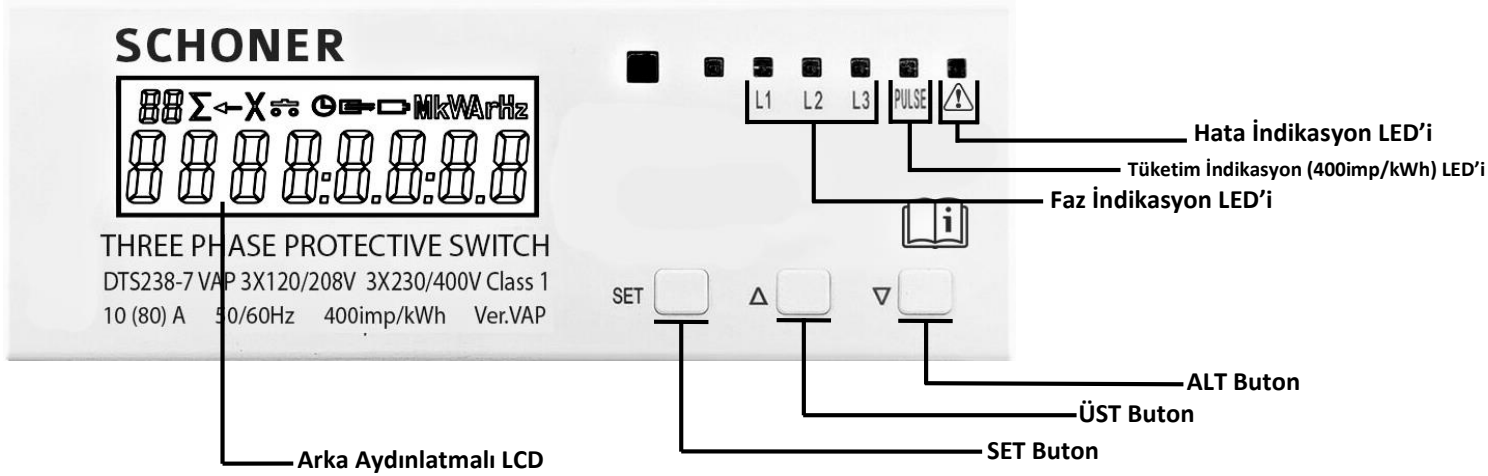 SCHONER
88 Σ MkWArHz
8888:8.8:8.8
L1 L2 L3 PULSE
Hata İndikasyon LED’i
Tüketim İndikasyon (400imp/kWh) LED’i
Faz İndikasyon LED’i
i
THREE PHASE PROTECTIVE SWITCH
DTS238-7 VAP 3X120/208V 3X230/400V Class 1
10 (80) A 50/60Hz 400imp/kWh Ver.VAP
SET
ALT Buton
ÜST Buton
SET Buton
Arka Aydınlatmalı LCD